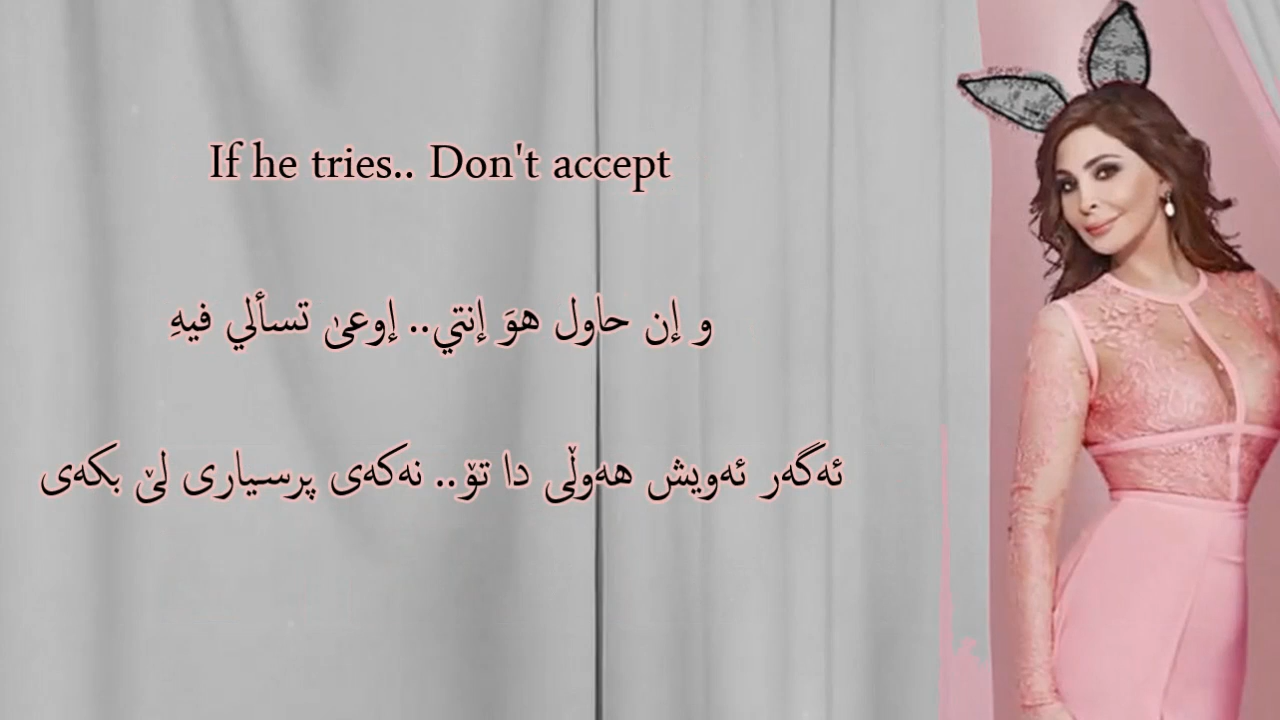 If he tries.. Don't accept
و إن حاول هوَ إنتي.. إوعىٰ تسألي فيهِ
ئەگەر ئەویش هەوڵی دا تۆ.. نەکەی پرسیاری لێ بکەی